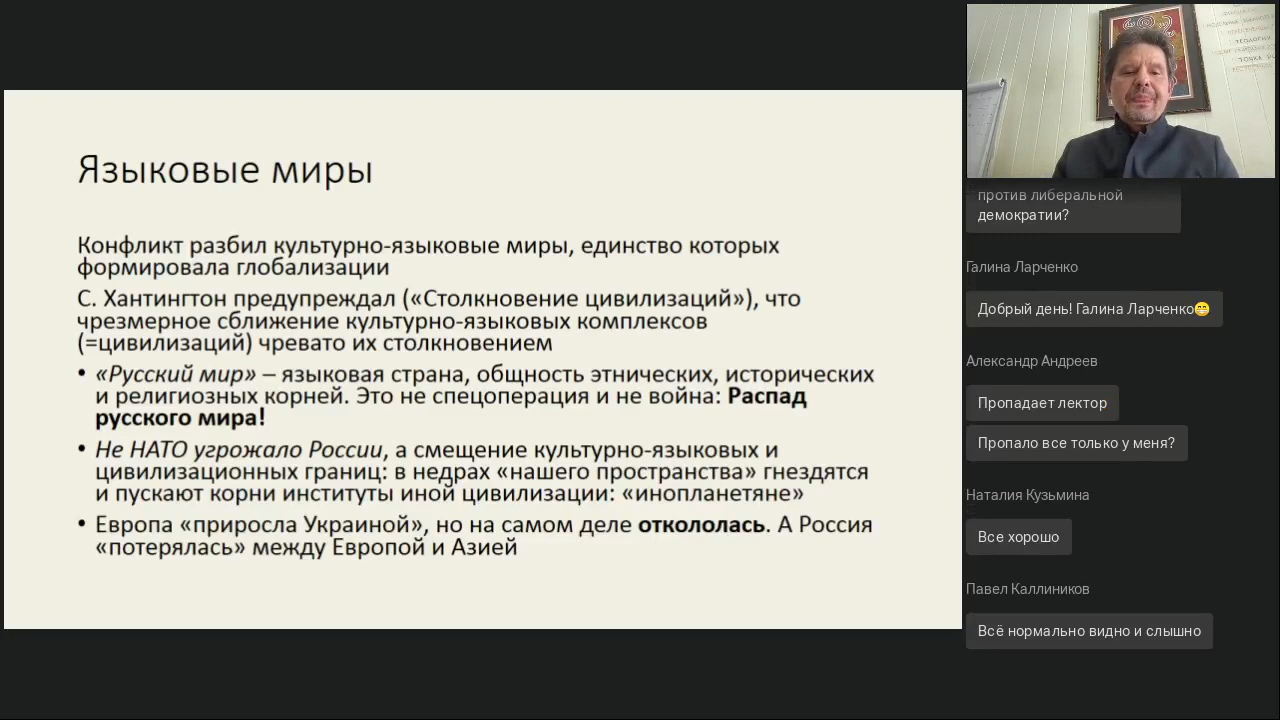 Языковые миры
Конфликт разбил культурно-языковые миры, единство которых
формировала глобализации
С. Хантингтон предупреждал («Столкновение цивилизаций»), что
чрезмерное сближение культурно-языковых комплексов
(=цивилизаций) чревато их столкновением
• «Русский мир» – языковая страна, общность этнических, исторических
и религиозных корней. Это не спецоперация и не война: Распад
русского мира!
• Не НАТО угрожало России, а смещение культурно-языковых и
цивилизационных границ: в недрах «нашего пространства» гнездятся
и пускают корни институты иной цивилизации: «инопланетяне»
• Европа «приросла Украиной», но на самом деле откололась. А Россия
«потерялась» между Европой и Азией
ТЕОЛОГИЯ
против либеральной
демократии?
Галина Ларченко
Добрый день! Галина Ларченко😁
Александр Андреев
Пропадает лектор
Пропало все только у меня?
Наталия Кузьмина
Все хорошо
Павел Каллиников
Всё нормально видно и слышно